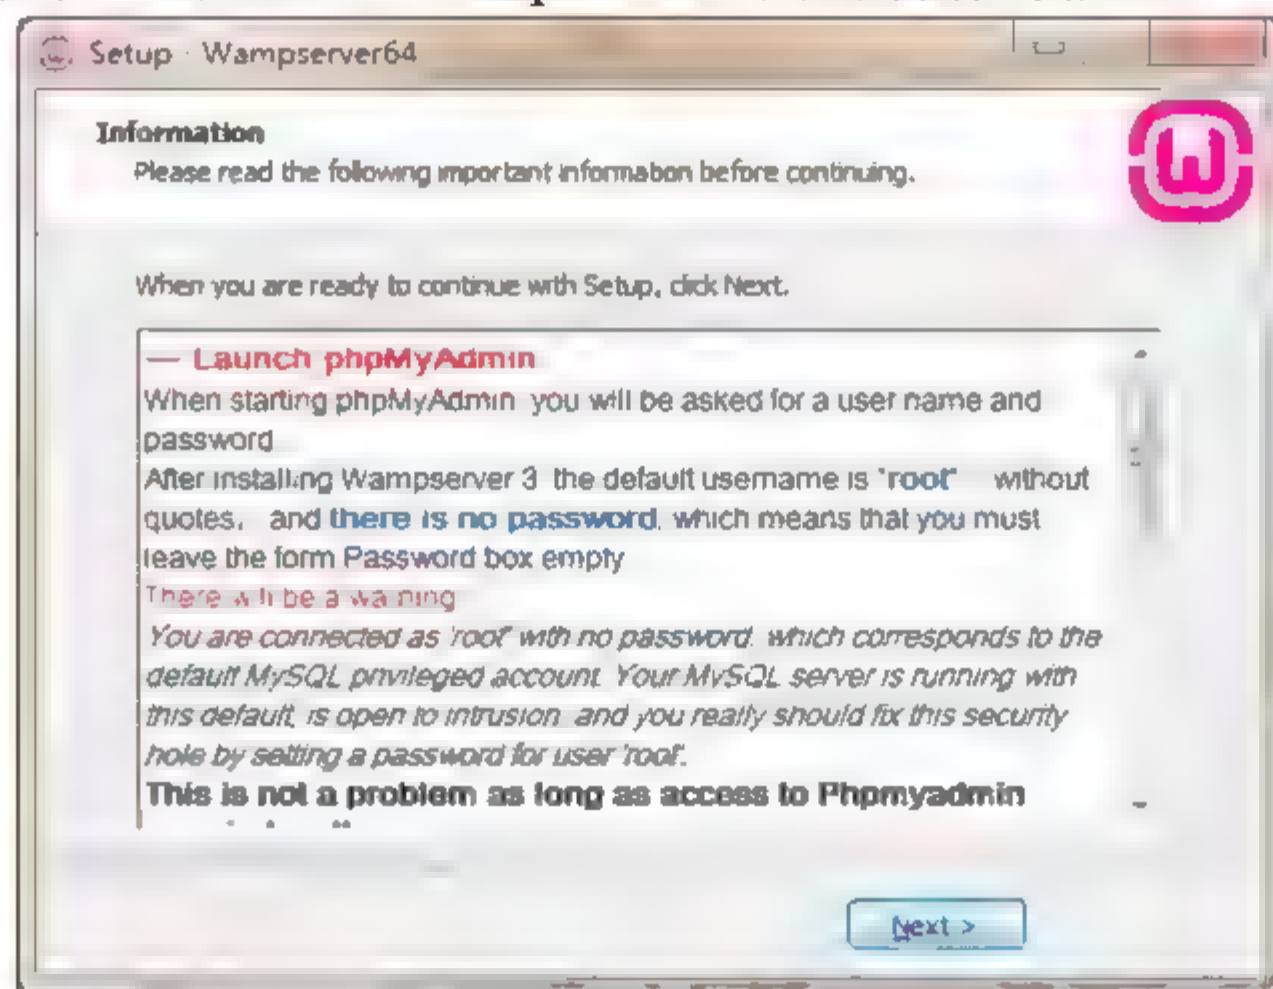 Setup - Wampserver64
Information
Please read the following important information before continuing.
When you are ready to continue with Setup, click Next.
— Launch phpMyAdmin
When starting phpMyAdmin you will be asked for a user name and
password
After installing Wampserver 3 the default username is "root" without
quotes, and there is no password, which means that you must
leave the form Password box empty
There will be a warning
You are connected as 'root' with no password, which corresponds to the
default MySQL privileged account. Your MySQL server is running with
this default, is open to intrusion, and you really should fix this security
hole by setting a password for user 'root'.
This is not a problem as long as access to Phpmyadmin
Next >